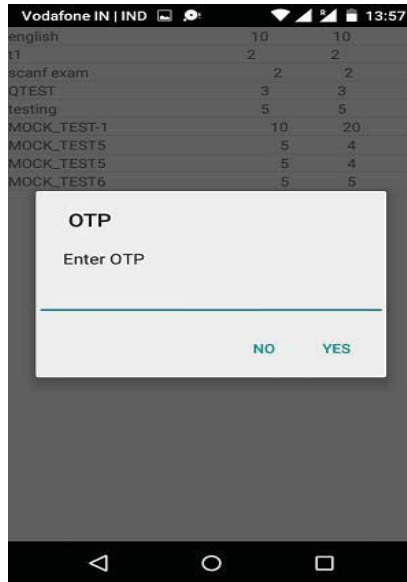 Vodafone IN | IND 13:57
english 10 10
t1 2 2
scanf exam 2 2
QTEST 3 3
testing 5 5
MOCK_TEST-1 10 20
MOCK_TEST5 5 4
MOCK_TEST5 5 4
MOCK_TEST6 5 5
OTP
Enter OTP
NO YES